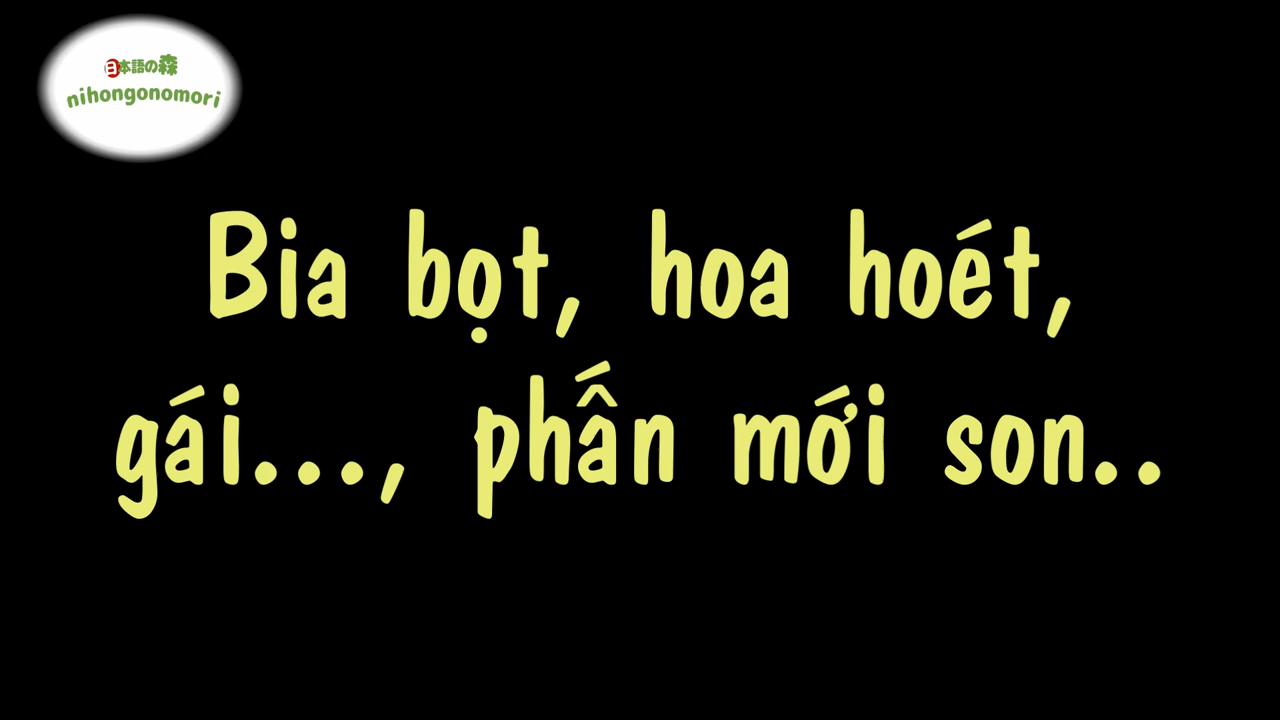 日本語の森
nihongonomori
Bia bọt, hoa hoét,
gái..., phấn mới son..